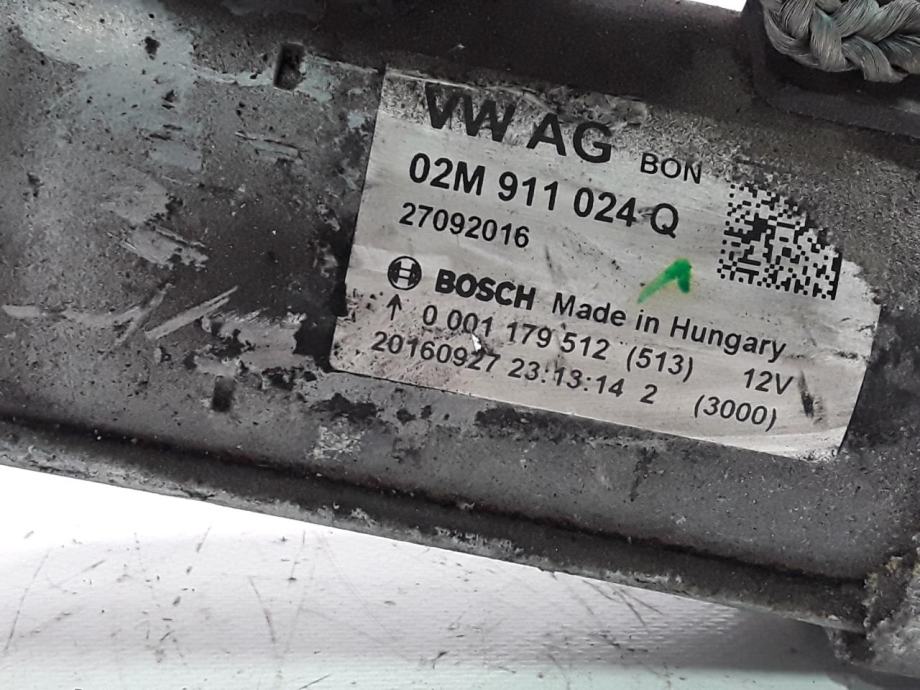 VW AG BON
02M 911 024 Q
27092016
BOSCH Made in Hungary
↑ 0 001 179 512 (513) 12V
20160927 23:13:14 2 (3000)